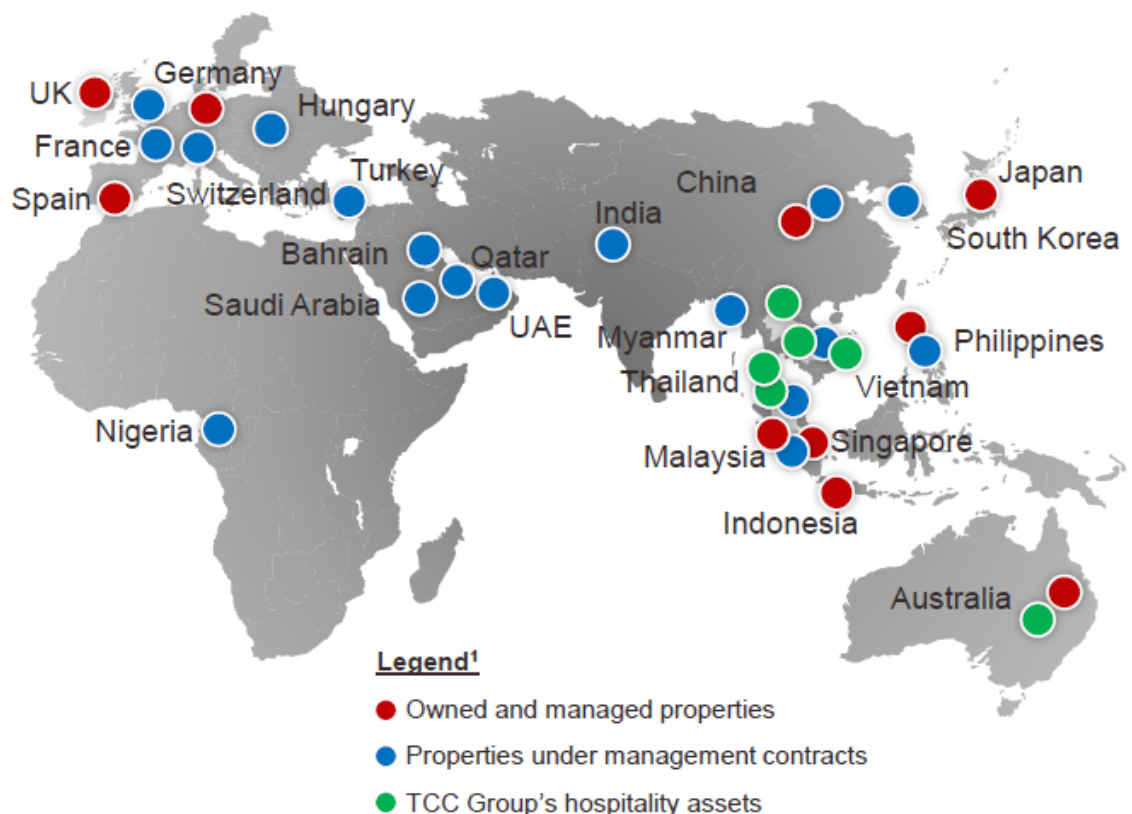 Germany
UK
Hungary
France
Turkey
Japan
China
Spain
Switzerland
India
South Korea
Bahrain
Qatar
Saudi Arabia
UAE
Myanmar
Philippines
Thailand
Vietnam
Nigeria
Singapore
Malaysia
Indonesia
Australia
Legend¹
Owned and managed properties
Properties under management contracts
TCC Group's hospitality assets